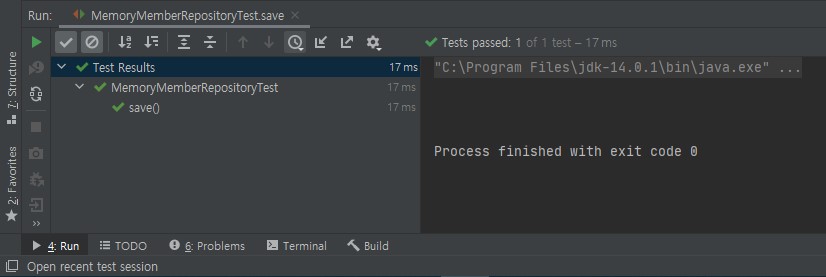 Run: MemoryMemberRepositoryTest.save ×
Tests passed: 1 of 1 test – 17 ms
Test Results 17 ms
MemoryMemberRepositoryTest 17 ms
save() 17 ms
"C:\Program Files\jdk-14.0.1\bin\java.exe" ...
Process finished with exit code 0
7: Structure
2: Favorites
4: Run TODO 6: Problems Terminal Build
Open recent test session